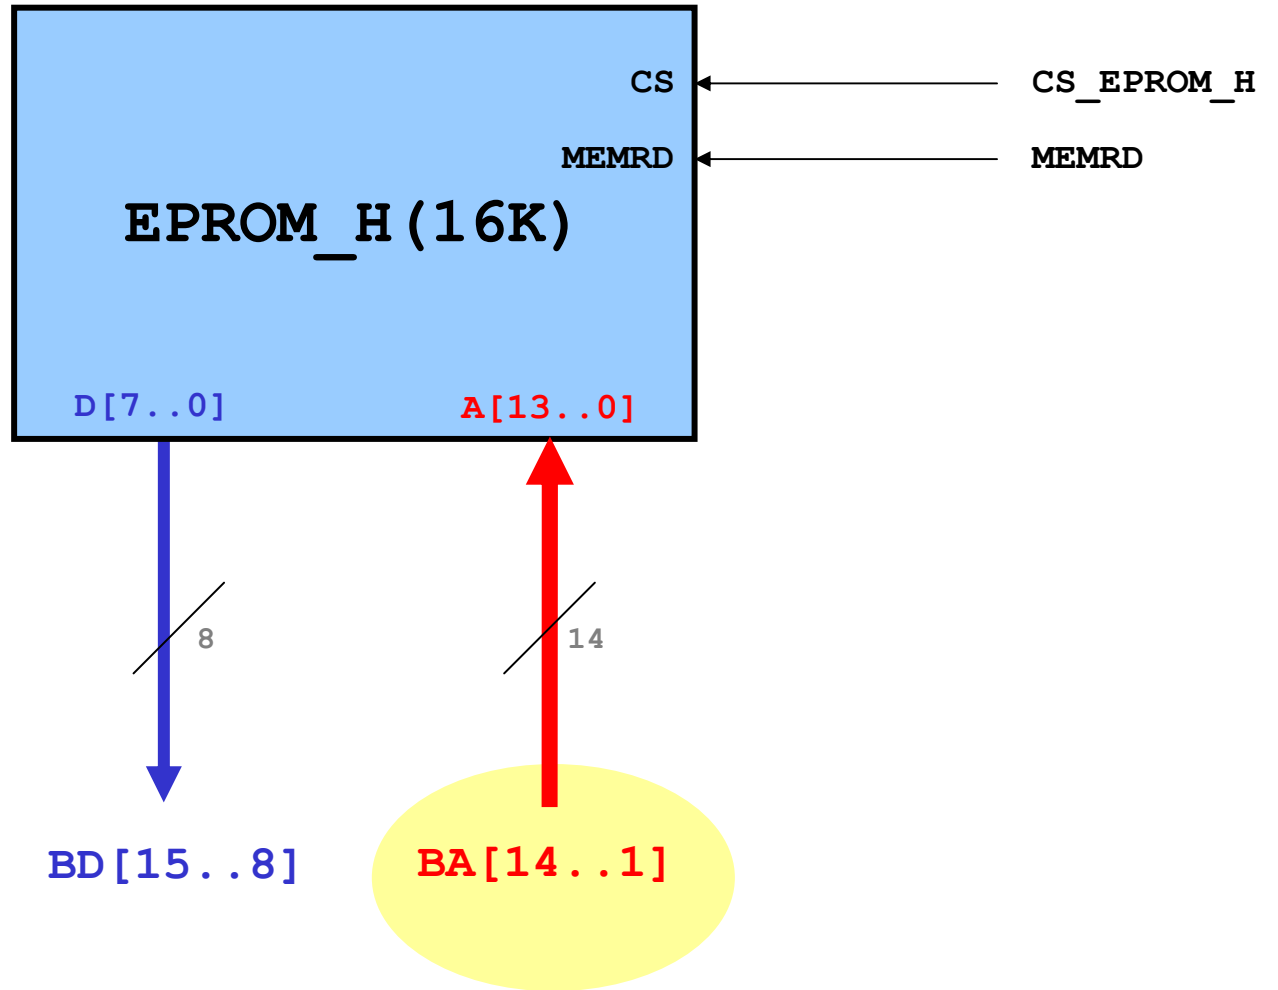 CS CS_EPROM_H
MEMRD MEMRD
EPROM_H(16K)
D[7..0] A[13..0]
8 14
BD[15..8] BA[14..1]